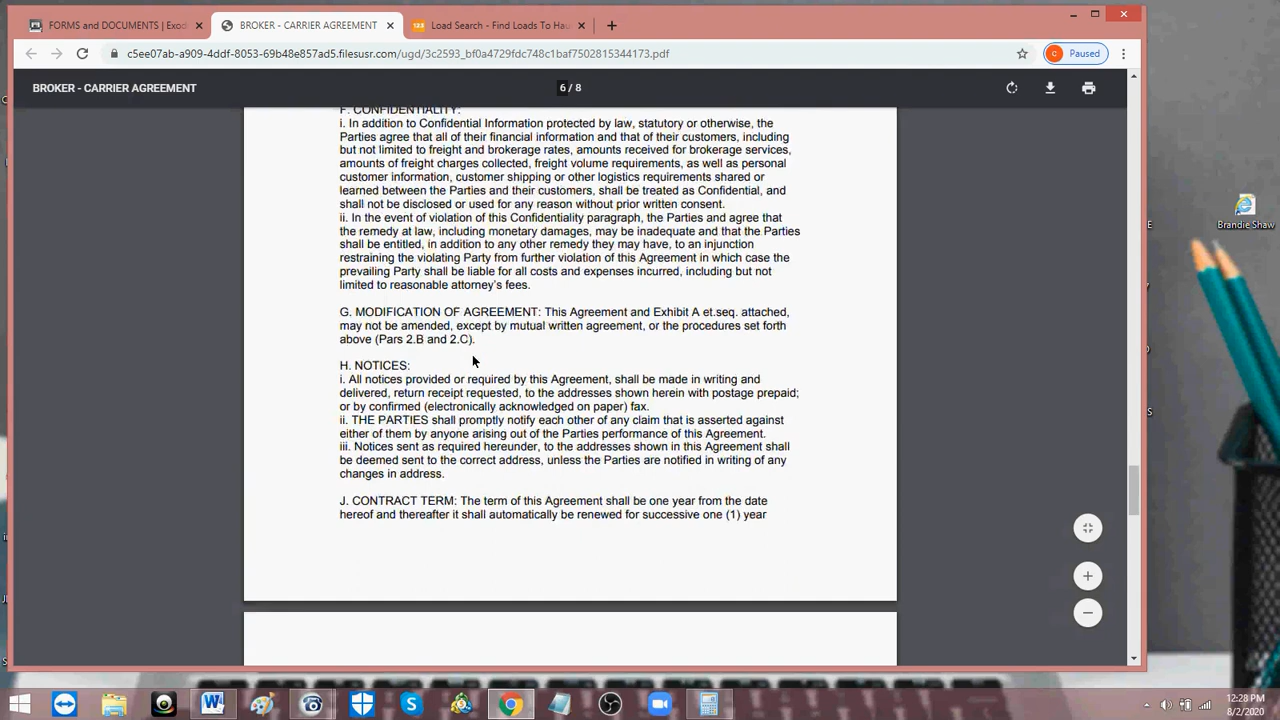 FORMS and DOCUMENTS | Exod
BROKER - CARRIER AGREEMENT
Load Search - Find Loads To Hau
c5ee07ab-a909-4ddf-8053-69b48e857ad5.filesusr.com/ugd/3c2593_bf0a4729fdc748c1baf7502815344173.pdf
C Paused
BROKER - CARRIER AGREEMENT
6 / 8
F. CONFIDENTIALITY:
i. In addition to Confidential Information protected by law, statutory or otherwise, the
Parties agree that all of their financial information and that of their customers, including
but not limited to freight and brokerage rates, amounts received for brokerage services,
amounts of freight charges collected, freight volume requirements, as well as personal
customer information, customer shipping or other logistics requirements shared or
learned between the Parties and their customers, shall be treated as Confidential, and
shall not be disclosed or used for any reason without prior written consent.
ii. In the event of violation of this Confidentiality paragraph, the Parties and agree that
the remedy at law, including monetary damages, may be inadequate and that the Parties
shall be entitled, in addition to any other remedy they may have, to an injunction
restraining the violating Party from further violation of this Agreement in which case the
prevailing Party shall be liable for all costs and expenses incurred, including but not
limited to reasonable attorney's fees.
G. MODIFICATION OF AGREEMENT: This Agreement and Exhibit A et.seq. attached,
may not be amended, except by mutual written agreement, or the procedures set forth
above (Pars 2.B and 2.C).
H. NOTICES:
i. All notices provided or required by this Agreement, shall be made in writing and
delivered, return receipt requested, to the addresses shown herein with postage prepaid;
or by confirmed (electronically acknowledged on paper) fax.
ii. THE PARTIES shall promptly notify each other of any claim that is asserted against
either of them by anyone arising out of the Parties performance of this Agreement.
iii. Notices sent as required hereunder, to the addresses shown in this Agreement shall
be deemed sent to the correct address, unless the Parties are notified in writing of any
changes in address.
J. CONTRACT TERM: The term of this Agreement shall be one year from the date
hereof and thereafter it shall automatically be renewed for successive one (1) year
Brandie Shaw
12:28 PM
8/2/2020